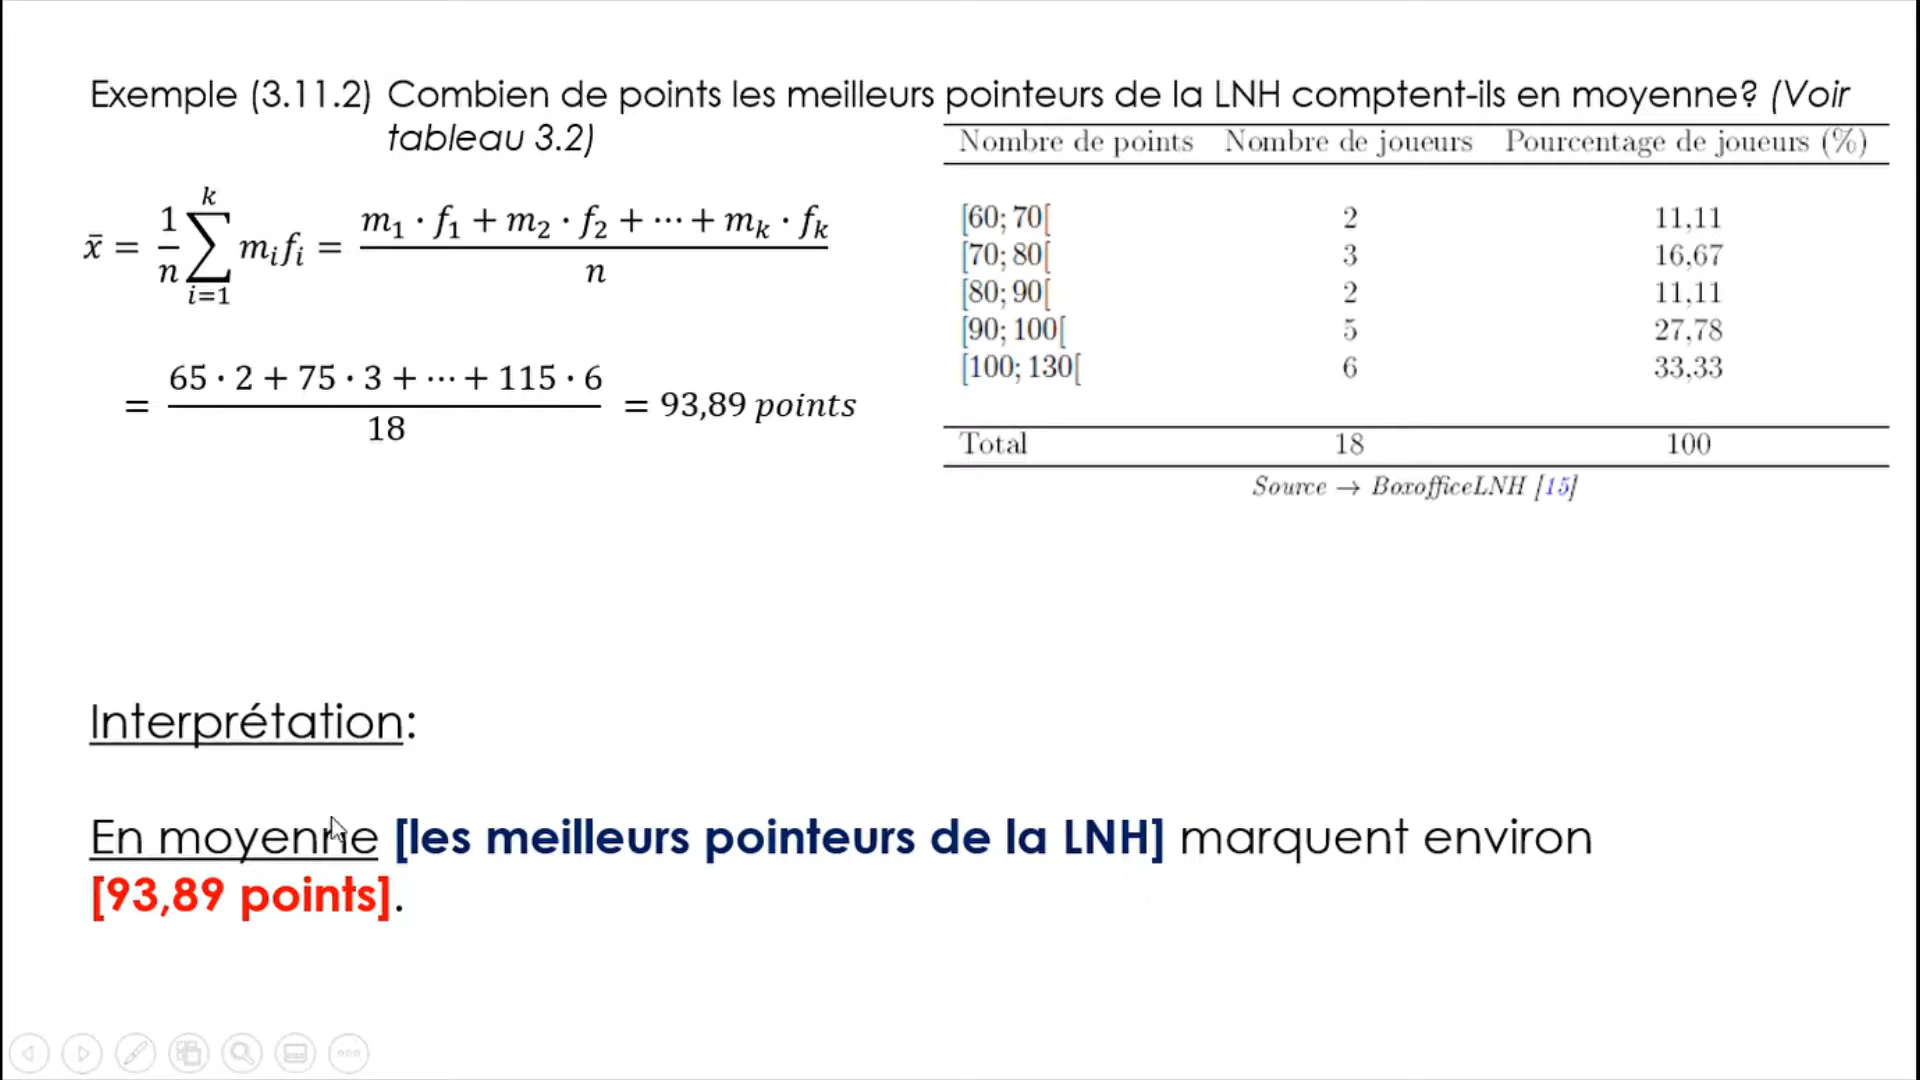 Exemple (3.11.2) Combien de points les meilleurs pointeurs de la LNH comptent-ils en moyenne? (Voir
tableau 3.2)
x̄ = 1/n ∑_{i=1}^{k} m_i f_i = (m_1 · f_1 + m_2 · f_2 + ⋯ + m_k · f_k) / n
= (65 · 2 + 75 · 3 + ⋯ + 115 · 6) / 18 = 93,89 points
Nombre de points Nombre de joueurs Pourcentage de joueurs (%)
[60; 70[ 2 11,11
[70; 80[ 3 16,67
[80; 90[ 2 11,11
[90; 100[ 5 27,78
[100; 130[ 6 33,33
Total 18 100
Source → BoxofficeLNH [15]
Interprétation:
En moyenne [les meilleurs pointeurs de la LNH] marquent environ
[93,89 points].